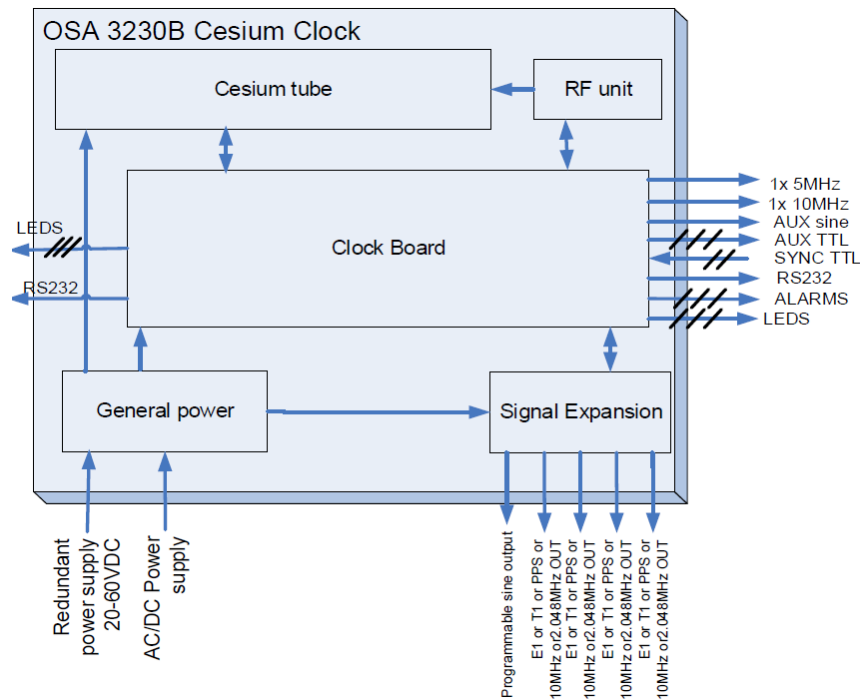 OSA 3230B Cesium Clock
Cesium tube
RF unit
Clock Board
LEDS
RS232
1x 5MHz
1x 10MHz
AUX sine
AUX TTL
SYNC TTL
RS232
ALARMS
LEDS
General power
Signal Expansion
Redundant
power supply
20-60VDC
AC/DC Power
supply
Programmable sine output
E1 or T1 or PPS or
10MHz or2.048MHz OUT
E1 or T1 or PPS or
10MHz or2.048MHz OUT
E1 or T1 or PPS or
10MHz or2.048MHz OUT
E1 or T1 or PPS or
10MHz or2.048MHz OUT